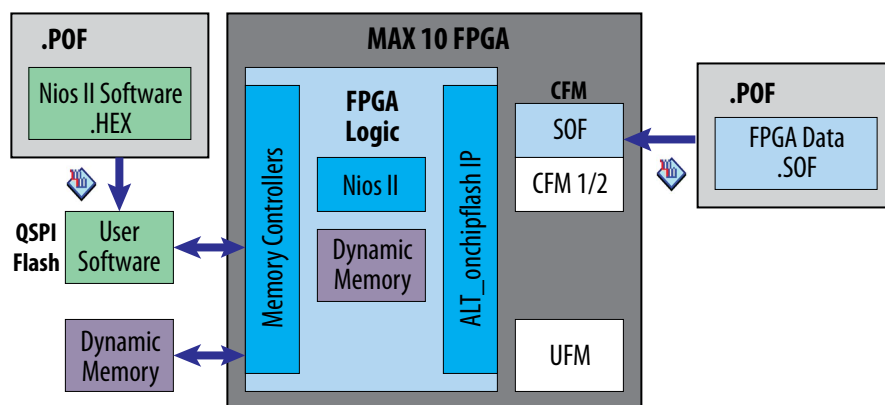 .POF
Nios II Software
.HEX
QSPI
Flash
User
Software
Dynamic
Memory
MAX 10 FPGA
Memory Controllers
FPGA
Logic
Nios II
Dynamic
Memory
ALT_onchipflash IP
CFM
SOF
CFM 1/2
UFM
.POF
FPGA Data
.SOF